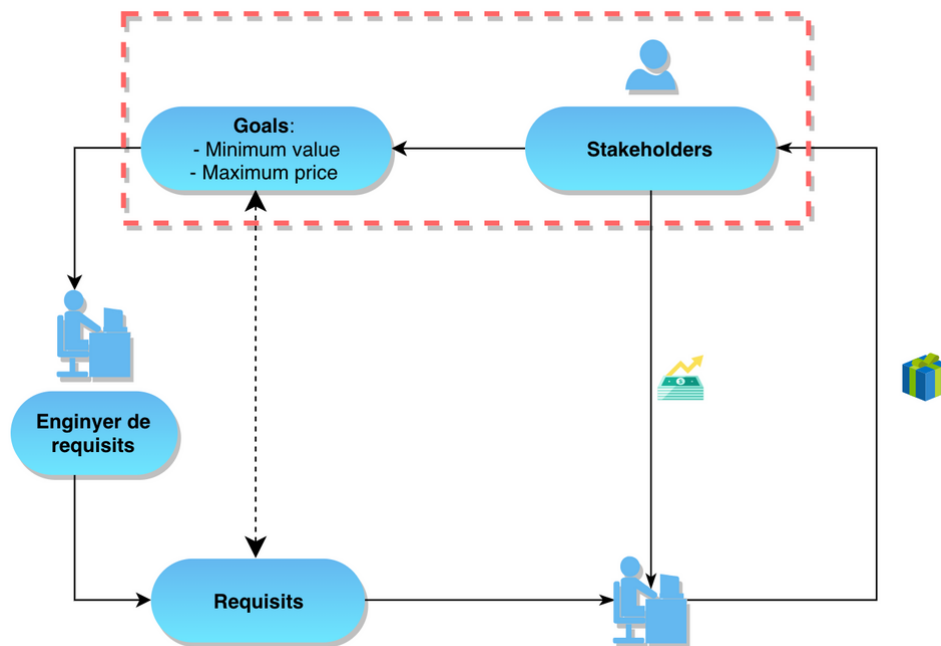 Goals:
- Minimum value
- Maximum price
Stakeholders
Enginyer de
requisits
Requisits